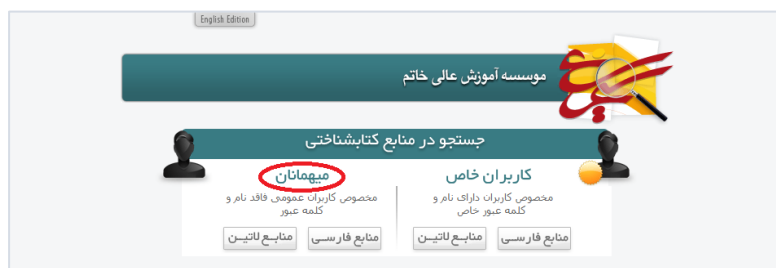 English Edition
موسسه آموزش عالی خاتم
جستجو در منابع کتابشناختی
کاربران خاص
مخصوص کاربران دارای نام و
کلمه عبور خاص
منابع فارسی
منابع لاتین
میهمانان
مخصوص کاربران عمومی فاقد نام و
کلمه عبور
منابع فارسی
منابع لاتین